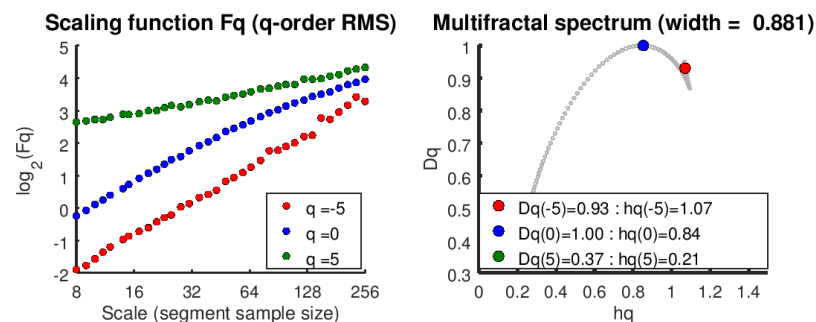 Scaling function Fq (q-order RMS)
5
4
3
2
1
0
-1
-2
log2(Fq)
q =-5
q =0
q =5
8 16 32 64 128 256
Scale (segment sample size)
Multifractal spectrum (width = 0.881)
1
0.9
0.8
0.7
0.6
0.5
0.4
0.3
Dq
Dq(-5)=0.93 : hq(-5)=1.07
Dq(0)=1.00 : hq(0)=0.84
Dq(5)=0.37 : hq(5)=0.21
0 0.2 0.4 0.6 0.8 1 1.2 1.4
hq